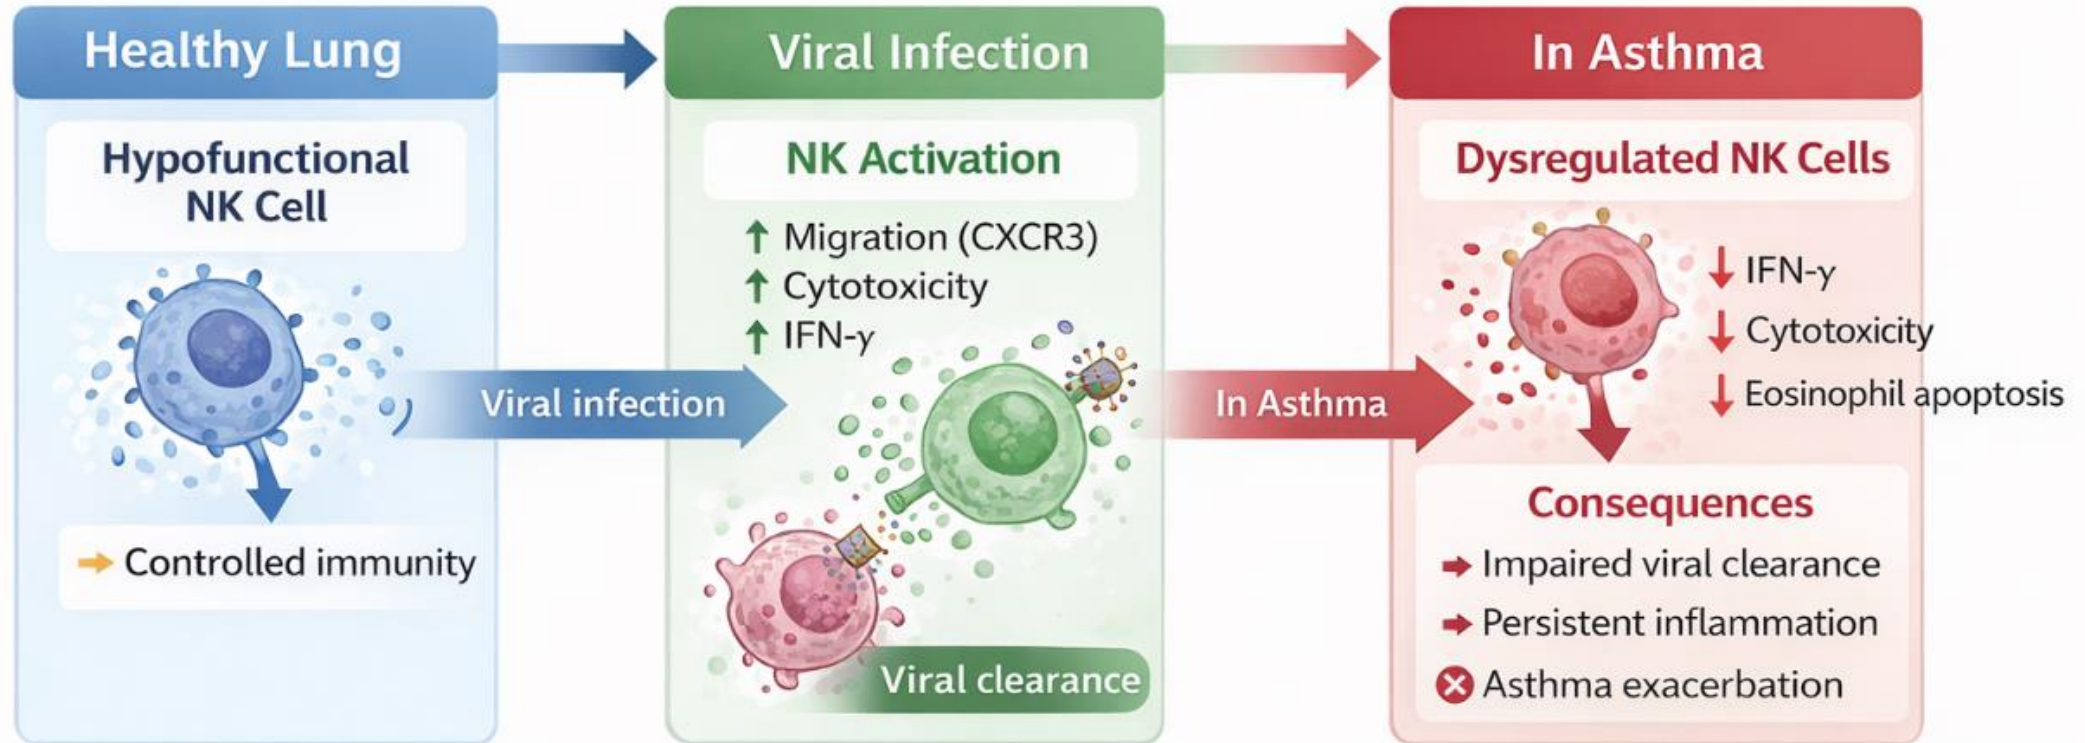 Healthy Lung
Hypofunctional
NK Cell
→ Controlled immunity
Viral infection
Viral Infection
NK Activation
↑ Migration (CXCR3)
↑ Cytotoxicity
↑ IFN-γ
Viral clearance
In Asthma
In Asthma
Dysregulated NK Cells
↓ IFN-γ
↓ Cytotoxicity
↓ Eosinophil apoptosis
Consequences
→ Impaired viral clearance
→ Persistent inflammation
Asthma exacerbation